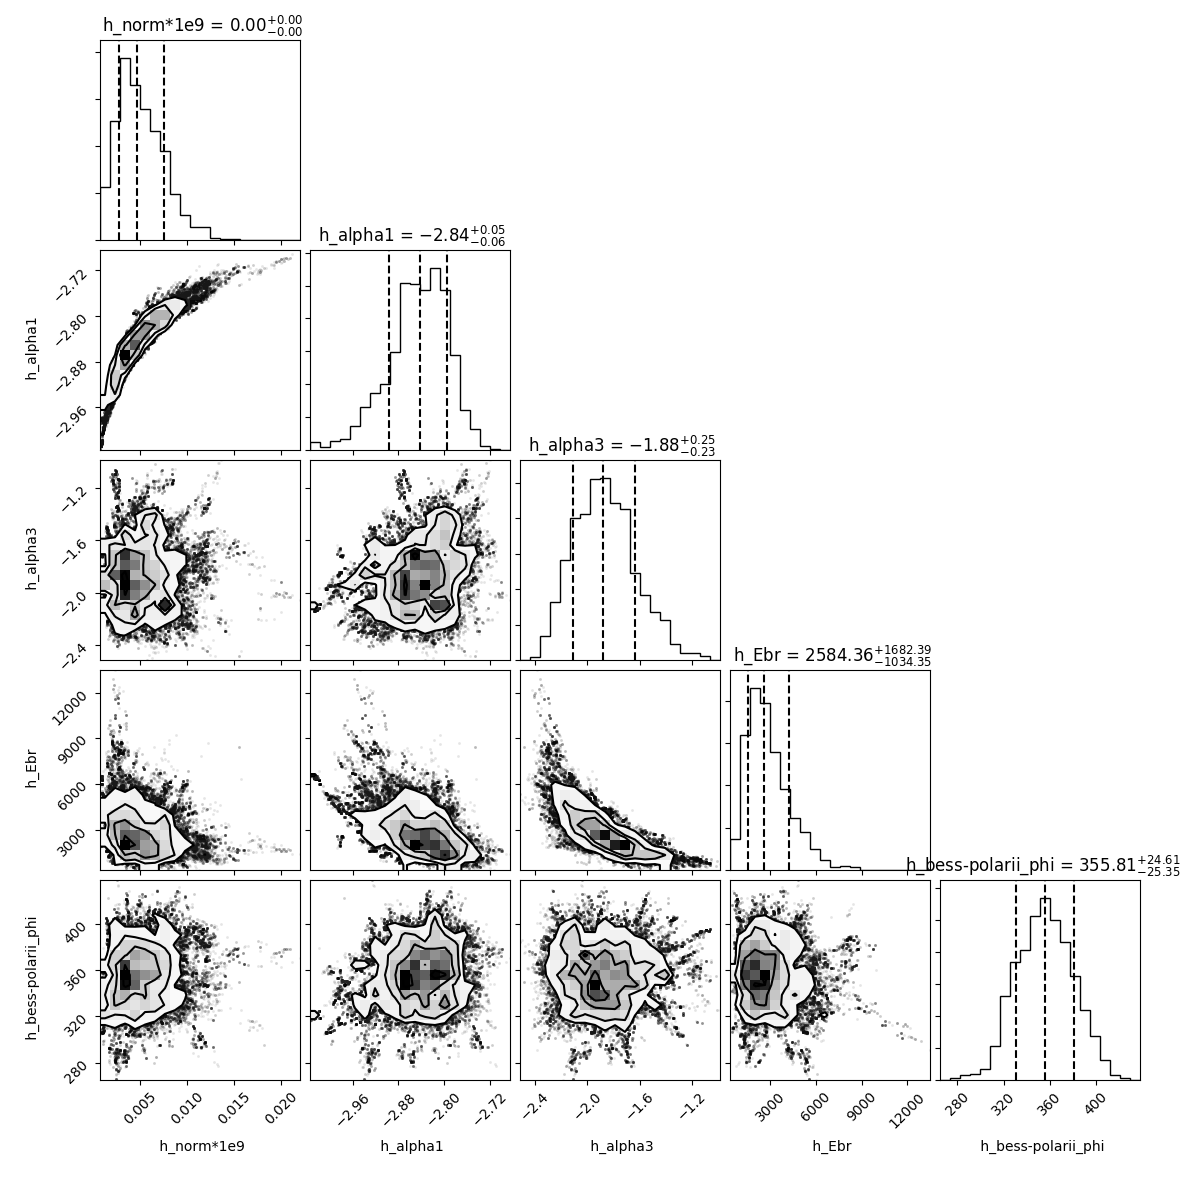 h_norm*1e9 = 0.00+0.00−0.00
h_alpha1 = −2.84+0.05−0.06
−2.72
−2.80
−2.88
−2.96
h_alpha1
h_alpha3 = −1.88+0.25−0.23
−1.2
−1.6
−2.0
−2.4
h_alpha3
h_Ebr = 2584.36+1682.39−1034.35
12000
9000
6000
3000
h_Ebr
h_bess-polarii_phi = 355.81+24.61−25.35
400
360
320
280
h_bess-polarii_phi
0.005 0.010 0.015 0.020
−2.96 −2.88 −2.80 −2.72
−2.4 −2.0 −1.6 −1.2
3000 6000 9000 12000
280 320 360 400
h_norm*1e9 h_alpha1 h_alpha3 h_Ebr h_bess-polarii_phi